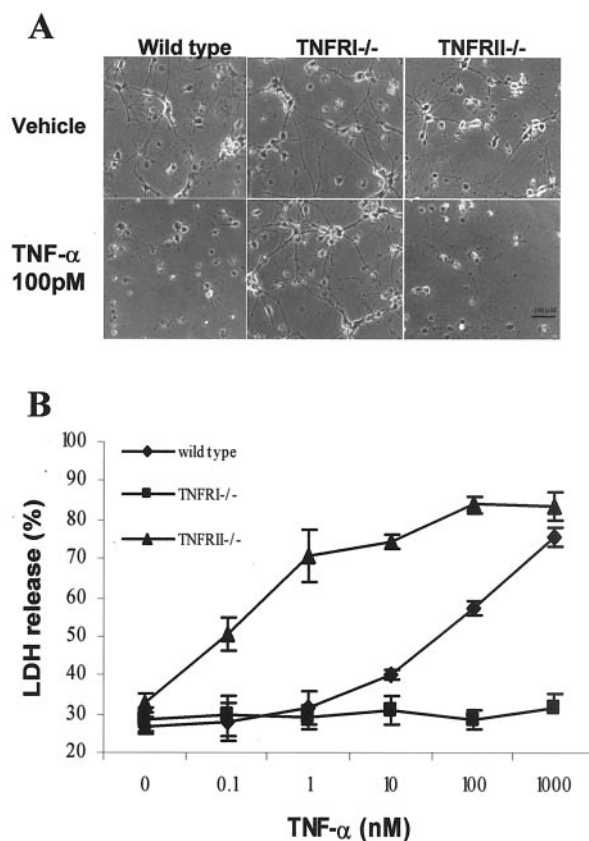 A
Wild type TNFRI-/- TNFRII-/-
Vehicle
TNF-α
100pM
B
100
90
80
70
60
50
40
30
20
wild type
TNFRI-/-
TNFRII-/-
LDH release (%)
0 0.1 1 10 100 1000
TNF-α (nM)